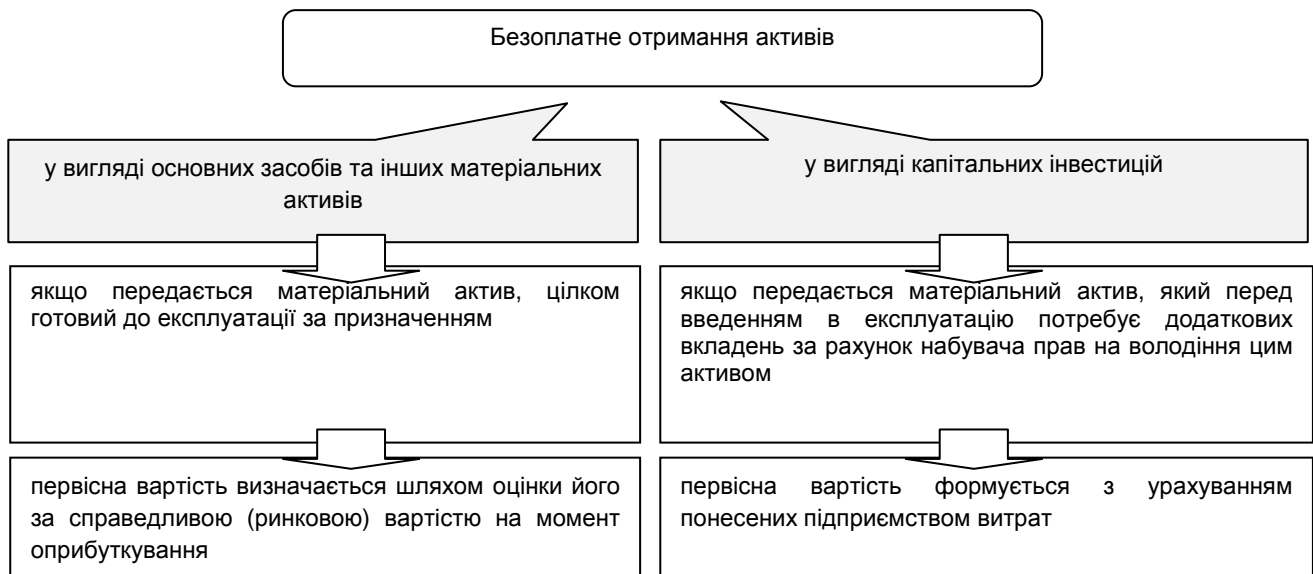 Безоплатне отримання активів
у вигляді основних засобів та інших матеріальних
активів
у вигляді капітальних інвестицій
якщо передається матеріальний актив, цілком
готовий до експлуатації за призначенням
якщо передається матеріальний актив, який перед
введенням в експлуатацію потребує додаткових
вкладень за рахунок набувача прав на володіння цим
активом
первісна вартість визначається шляхом оцінки його
за справедливою (ринковою) вартістю на момент
оприбуткування
первісна вартість формується з урахуванням
понесених підприємством витрат